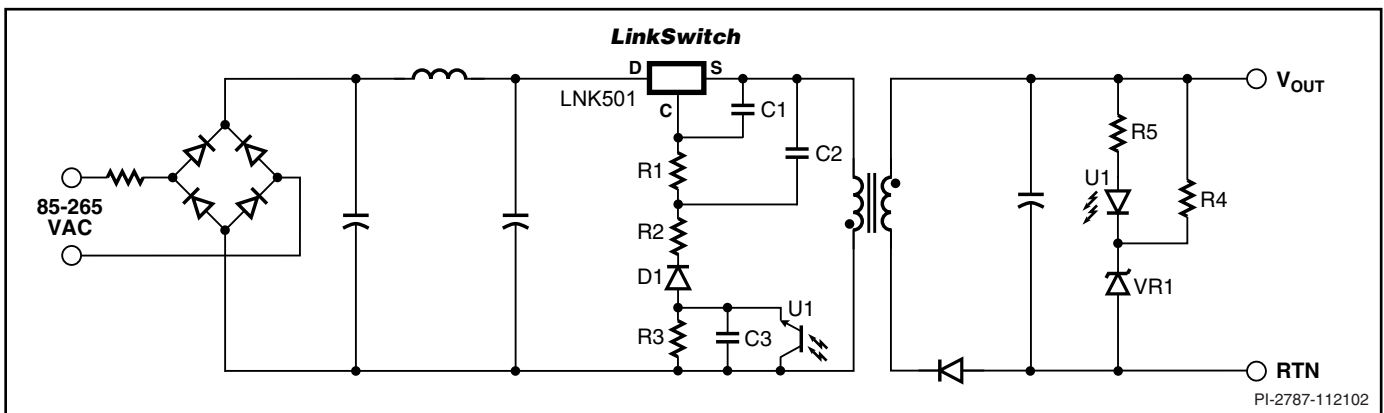 LinkSwitch
D
S
LNK501
C
C1
R1
C2
R2
D1
R3
C3
U1
85-265
VAC
R5
U1
R4
VR1
VOUT
RTN
PI-2787-112102